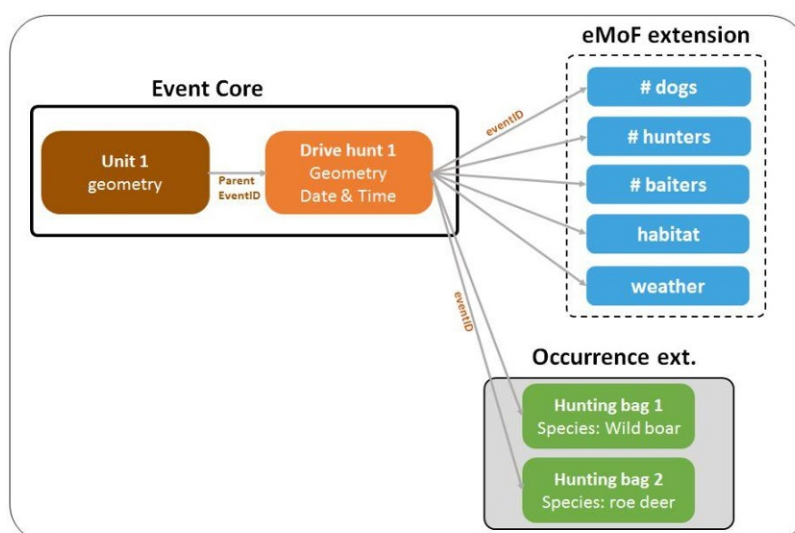 eMoF extension
Event Core
# dogs
eventID
# hunters
Unit 1
geometry
Parent
EventID
Drive hunt 1
Geometry
Date & Time
# baiters
habitat
weather
eventID
Occurrence ext.
Hunting bag 1
Species: Wild boar
Hunting bag 2
Species: roe deer